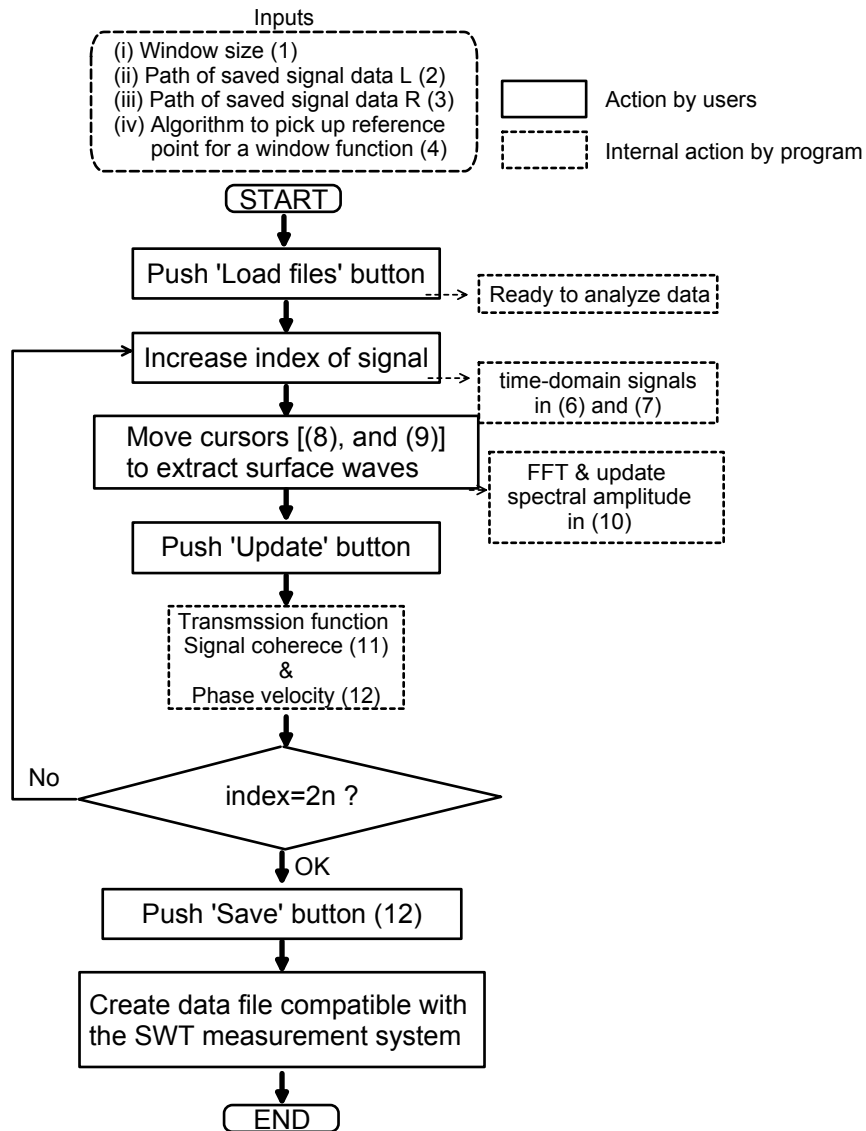 Inputs
(i) Window size (1)
(ii) Path of saved signal data L (2)
(iii) Path of saved signal data R (3)
(iv) Algorithm to pick up reference
point for a window function (4)
Action by users
Internal action by program
START
Push 'Load files' button
Ready to analyze data
Increase index of signal
time-domain signals
in (6) and (7)
Move cursors [(8), and (9)]
to extract surface waves
FFT & update
spectral amplitude
in (10)
Push 'Update' button
Transmssion function
Signal coherece (11)
&
Phase velocity (12)
No
index=2n ?
OK
Push 'Save' button (12)
Create data file compatible with
the SWT measurement system
END